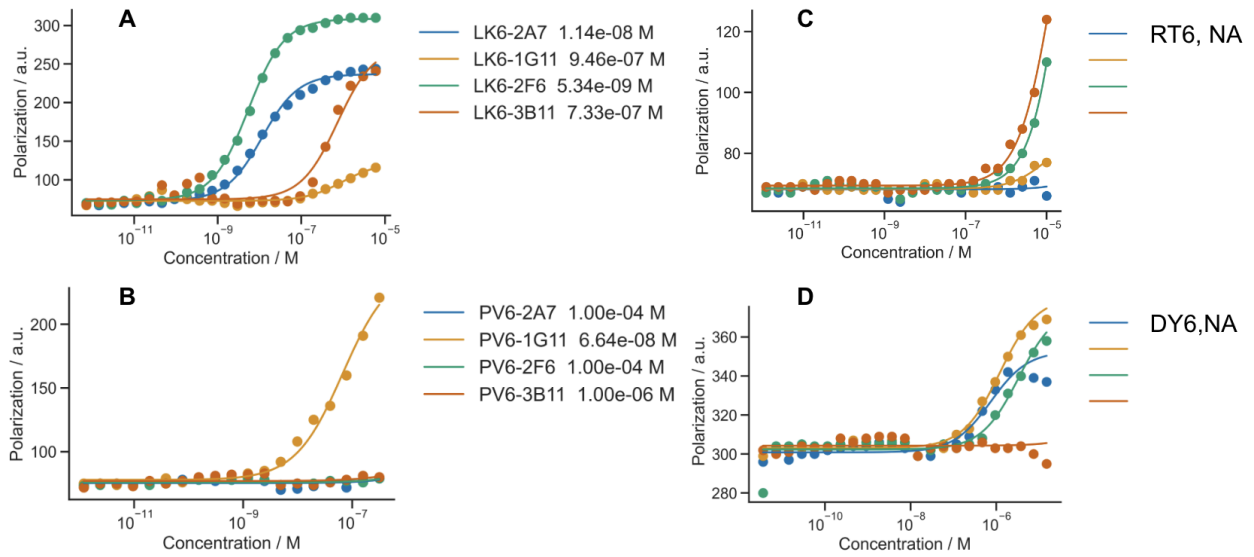 A
300
250
200
150
100
10⁻¹¹ 10⁻⁹ 10⁻⁷ 10⁻⁵
Concentration / M
Polarization / a.u.
LK6-2A7 1.14e-08 M
LK6-1G11 9.46e-07 M
LK6-2F6 5.34e-09 M
LK6-3B11 7.33e-07 M
C
120
100
80
10⁻¹¹ 10⁻⁹ 10⁻⁷ 10⁻⁵
Concentration / M
Polarization / a.u.
RT6, NA
B
200
150
100
10⁻¹¹ 10⁻⁹ 10⁻⁷
Concentration / M
Polarization / a.u.
PV6-2A7 1.00e-04 M
PV6-1G11 6.64e-08 M
PV6-2F6 1.00e-04 M
PV6-3B11 1.00e-06 M
D
360
340
320
300
280
10⁻¹⁰ 10⁻⁸ 10⁻⁶
Concentration / M
Polarization / a.u.
DY6,NA